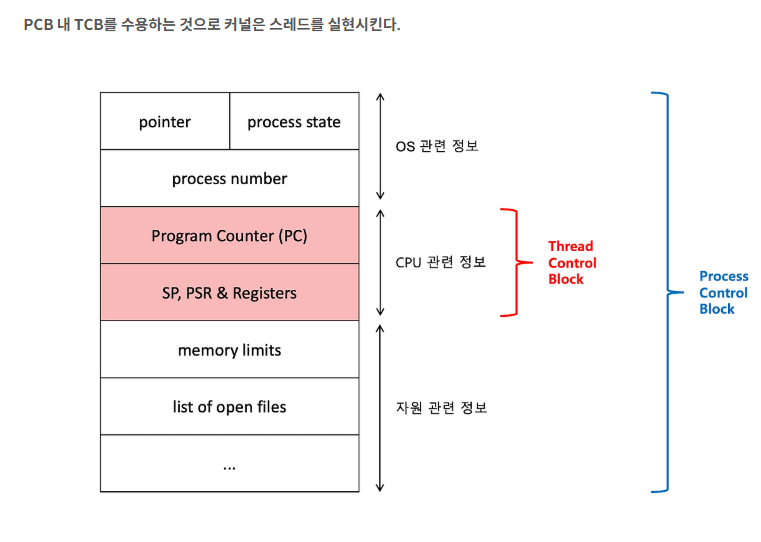 PCB 내 TCB를 수용하는 것으로 커널은 스레드를 실현시킨다.
pointer
process state
OS 관련 정보
process number
Program Counter (PC)
CPU 관련 정보
SP, PSR & Registers
Thread
Control
Block
Process
Control
Block
memory limits
list of open files
자원 관련 정보
...